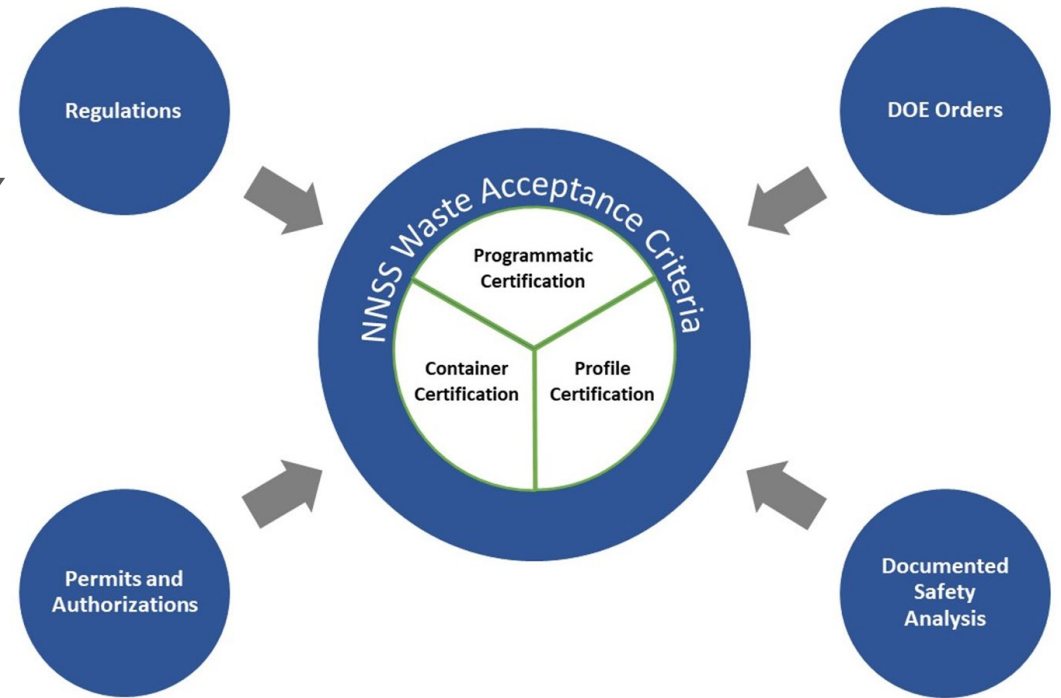 Regulations
DOE Orders
NNSS Waste Acceptance Criteria
Programmatic
Certification
Container
Certification
Profile
Certification
Permits and
Authorizations
Documented
Safety
Analysis